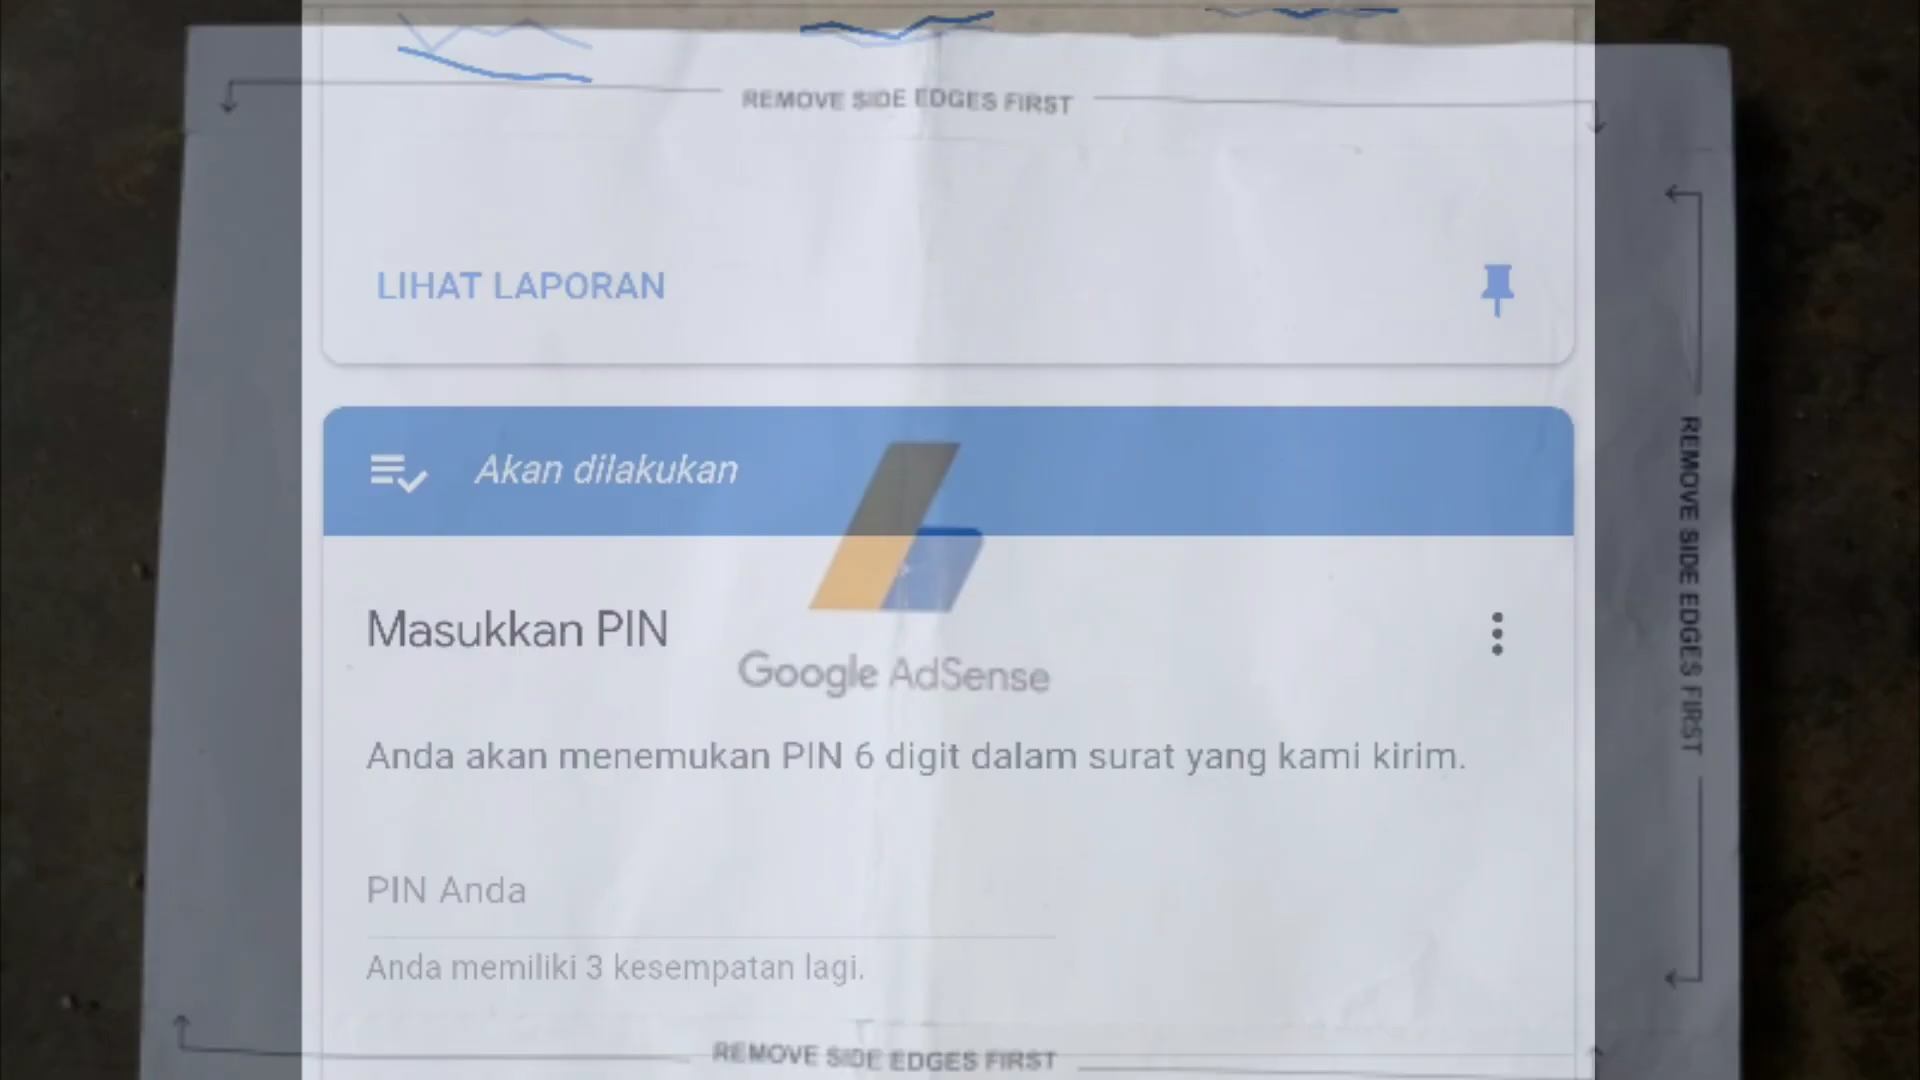 REMOVE SIDE EDGES FIRST
LIHAT LAPORAN
Akan dilakukan
Masukkan PIN
Google AdSense
Anda akan menemukan PIN 6 digit dalam surat yang kami kirim.
PIN Anda
Anda memiliki 3 kesempatan lagi.
REMOVE SIDE EDGES FIRST
REMOVE SIDE EDGES FIRST